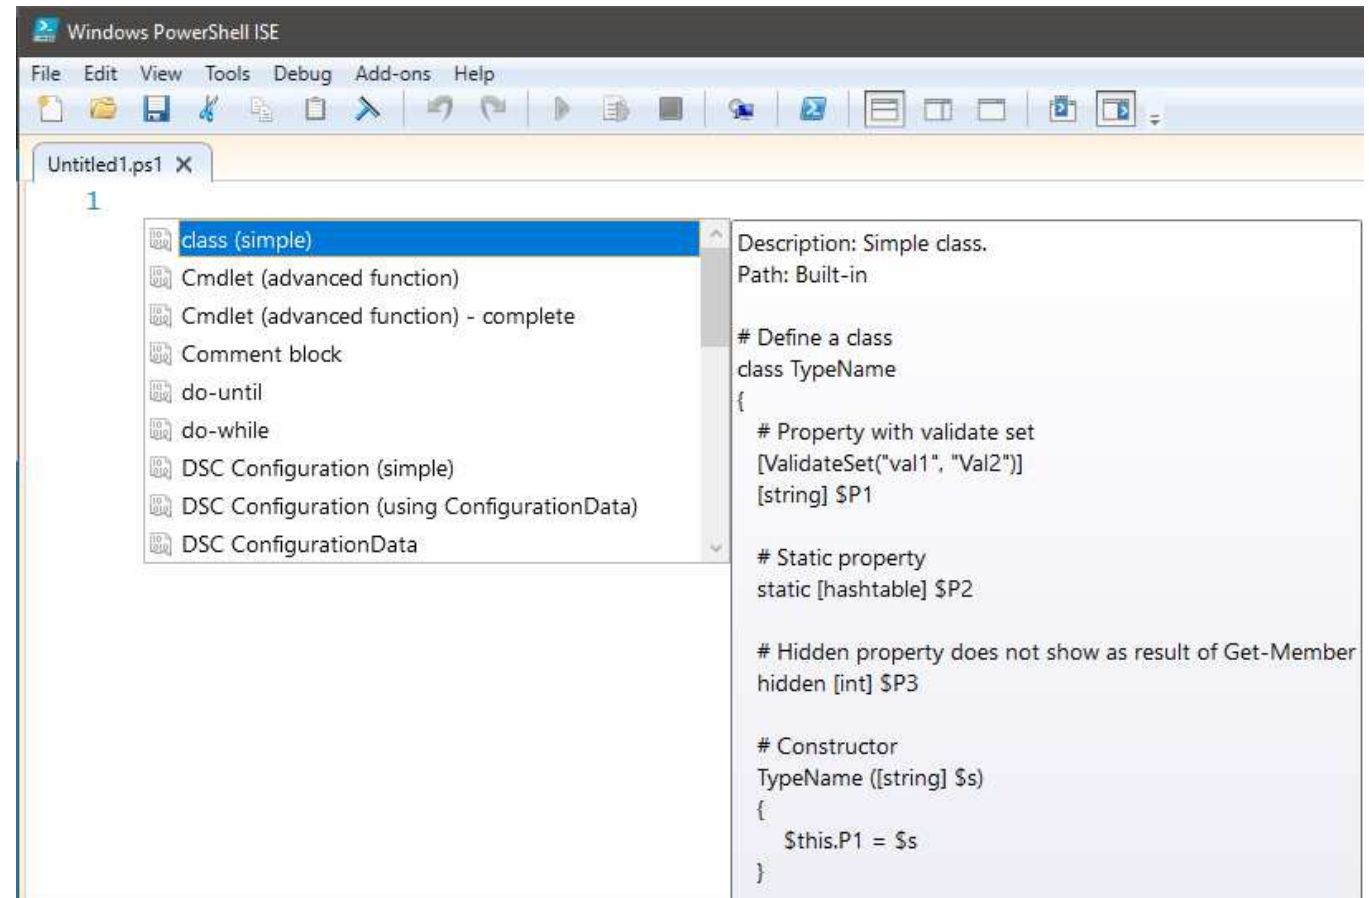 Windows PowerShell ISE
File Edit View Tools Debug Add-ons Help
Untitled1.ps1
1
class (simple)
Cmdlet (advanced function)
Cmdlet (advanced function) - complete
Comment block
do-until
do-while
DSC Configuration (simple)
DSC Configuration (using ConfigurationData)
DSC ConfigurationData
Description: Simple class.
Path: Built-in
# Define a class
class TypeName
{
# Property with validate set
[ValidateSet("val1", "Val2")]
[string] $P1
# Static property
static [hashtable] $P2
# Hidden property does not show as result of Get-Member
hidden [int] $P3
# Constructor
TypeName ([string] $s)
{
$this.P1 = $s
}